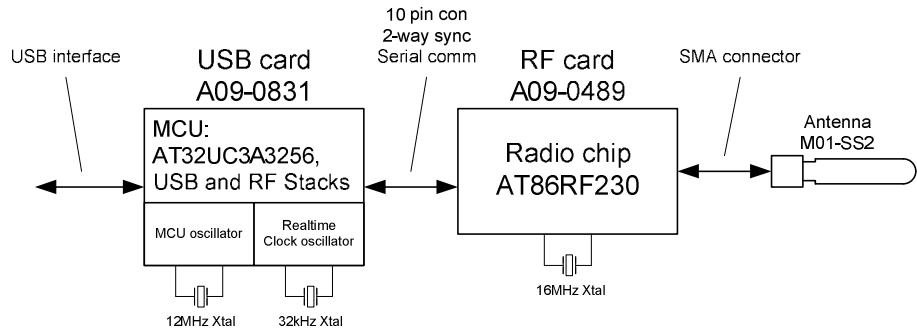 USB interface
USB card
A09-0831
10 pin con
2-way sync
Serial comm
RF card
A09-0489
SMA connector
Antenna
M01-SS2
MCU:
AT32UC3A3256,
USB and RF Stacks
Radio chip
AT86RF230
MCU oscillator
Realtime
Clock oscillator
12MHz Xtal
32kHz Xtal
16MHz Xtal